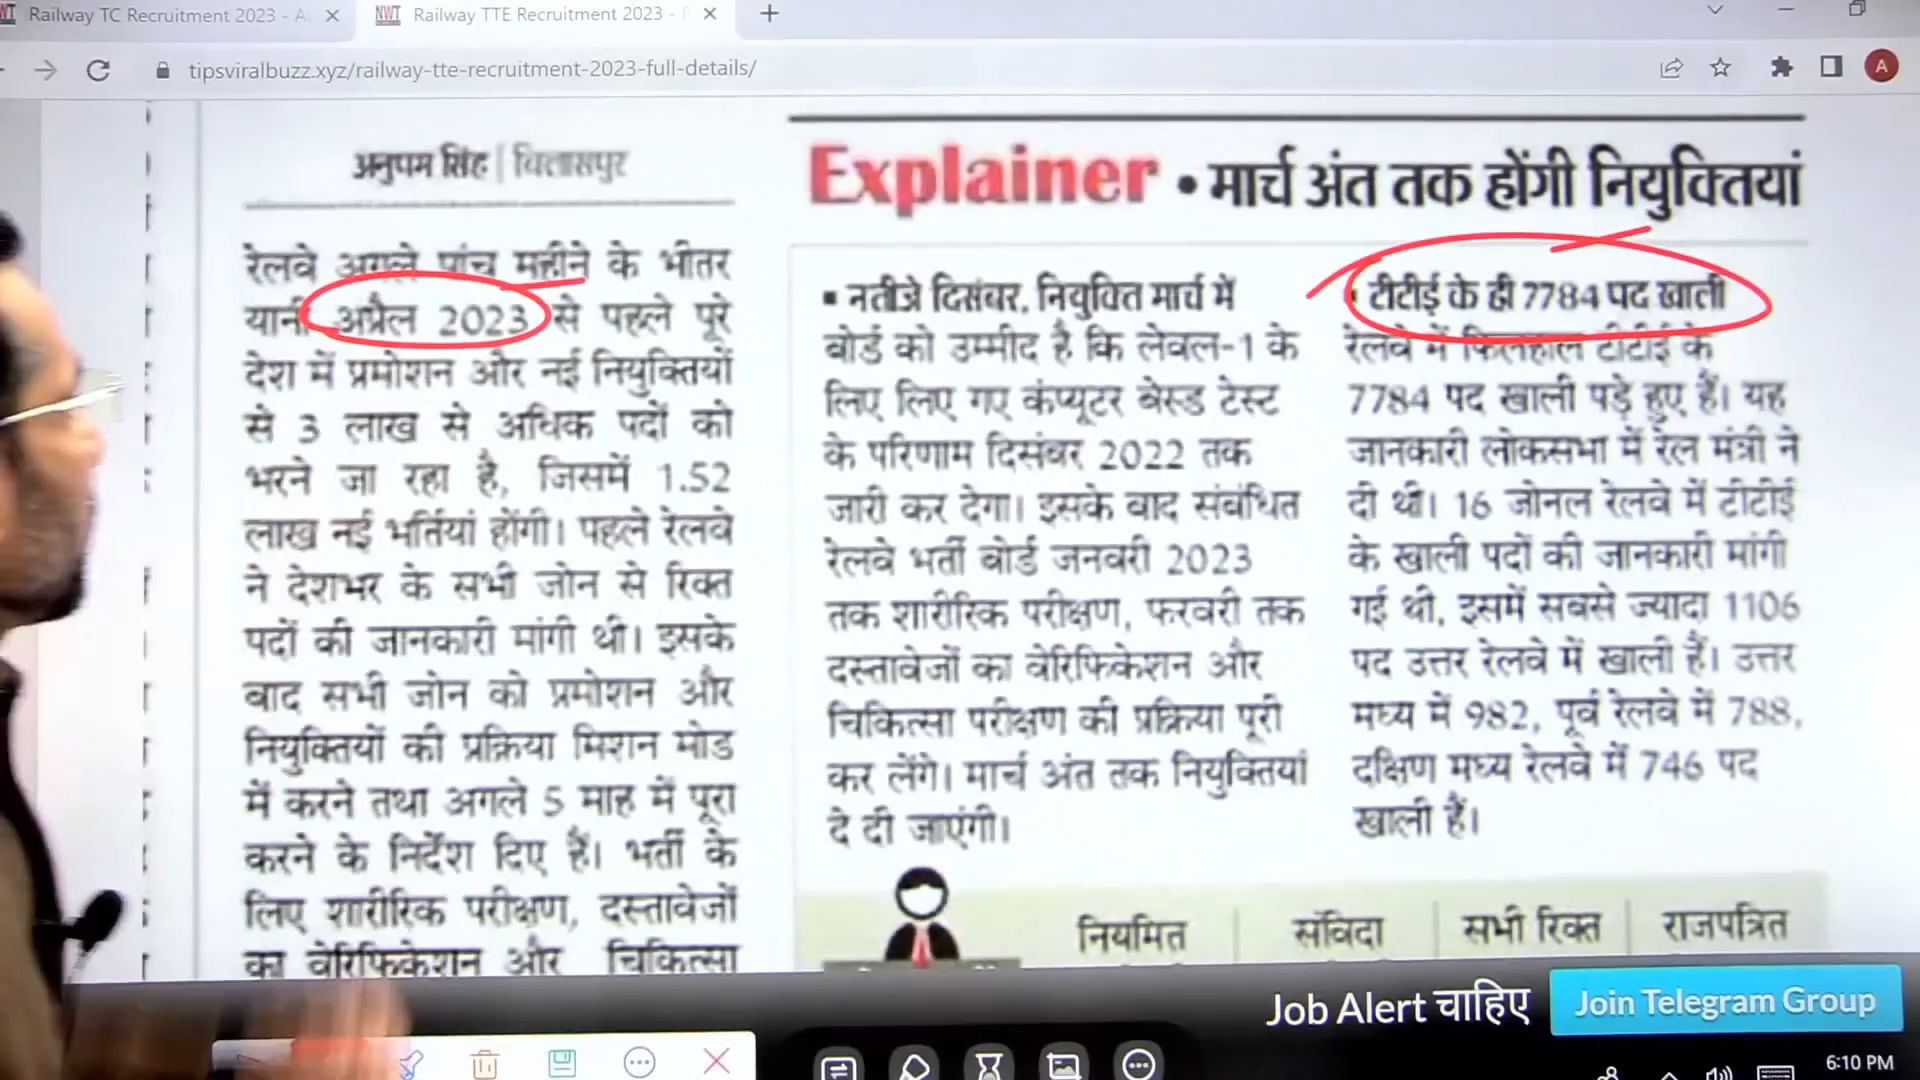 Railway TC Recruitment 2023 - A
NWT Railway TTE Recruitment 2023 - F
tipsviralbuzz.xyz/railway-tte-recruitment-2023-full-details/
A
अनुपम सिंह | बिलासपुर
रेलवे अगले पांच महीने के भीतर
यानी अप्रैल 2023 से पहले पूरे
देश में प्रमोशन और नई नियुक्तियों
से 3 लाख से अधिक पदों को
भरने जा रहा है, जिसमें 1.52
लाख नई भर्तियां होंगी। पहले रेलवे
ने देशभर के सभी जोन से रिक्त
पदों की जानकारी मांगी थी। इसके
बाद सभी जोन को प्रमोशन और
नियुक्तियों की प्रक्रिया मिशन मोड
में करने तथा अगले 5 माह में पूरा
करने के निर्देश दिए हैं। भर्ती के
लिए शारीरिक परीक्षण, दस्तावेजों
का वेरिफिकेशन और चिकित्सा
Explainer • मार्च अंत तक होंगी नियुक्तियां
▪ नतीजे दिसंबर, नियुक्ति मार्च में
बोर्ड को उम्मीद है कि लेवल-1 के
लिए लिए गए कंप्यूटर बेस्ड टेस्ट
के परिणाम दिसंबर 2022 तक
जारी कर देगा। इसके बाद संबंधित
रेलवे भर्ती बोर्ड जनवरी 2023
तक शारीरिक परीक्षण, फरवरी तक
दस्तावेजों का वेरिफिकेशन और
चिकित्सा परीक्षण की प्रक्रिया पूरी
कर लेंगे। मार्च अंत तक नियुक्तियां
दे दी जाएंगी।
▪ टीटीई के ही 7784 पद खाली
रेलवे में फिलहाल टीटीई के
7784 पद खाली पड़े हुए हैं। यह
जानकारी लोकसभा में रेल मंत्री ने
दी थी। 16 जोनल रेलवे में टीटीई
के खाली पदों की जानकारी मांगी
गई थी, इसमें सबसे ज्यादा 1106
पद उत्तर रेलवे में खाली हैं। उत्तर
मध्य में 982, पूर्व रेलवे में 788,
दक्षिण मध्य रेलवे में 746 पद
खाली हैं।
नियमित | संविदा | सभी रिक्त | राजपत्रित
Job Alert चाहिए
Join Telegram Group
6:10 PM